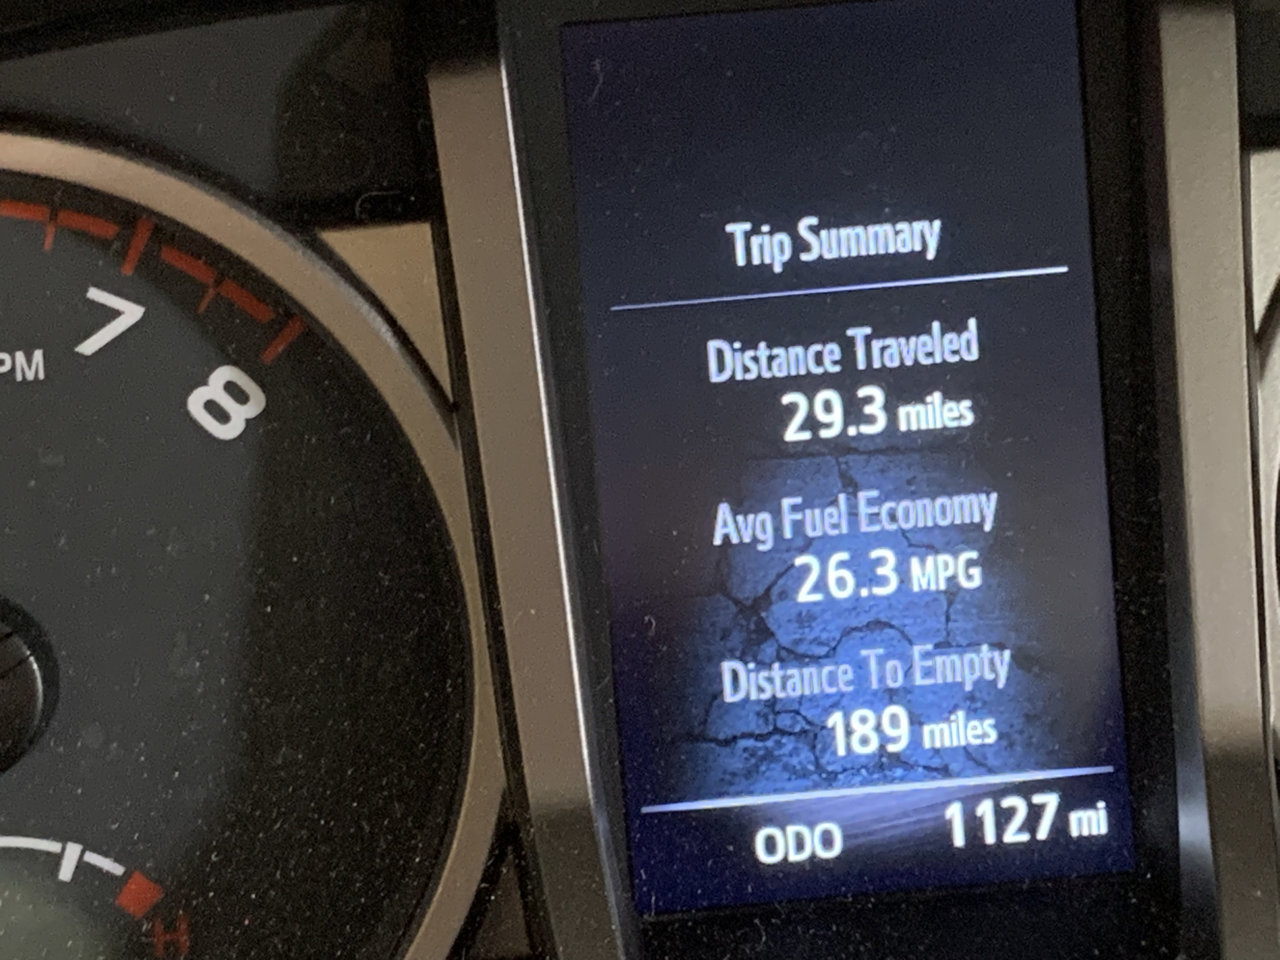 Trip Summary
Distance Traveled
29.3 miles
Avg Fuel Economy
26.3 MPG
Distance To Empty
189 miles
ODO 1127 mi
7
8
PM
H